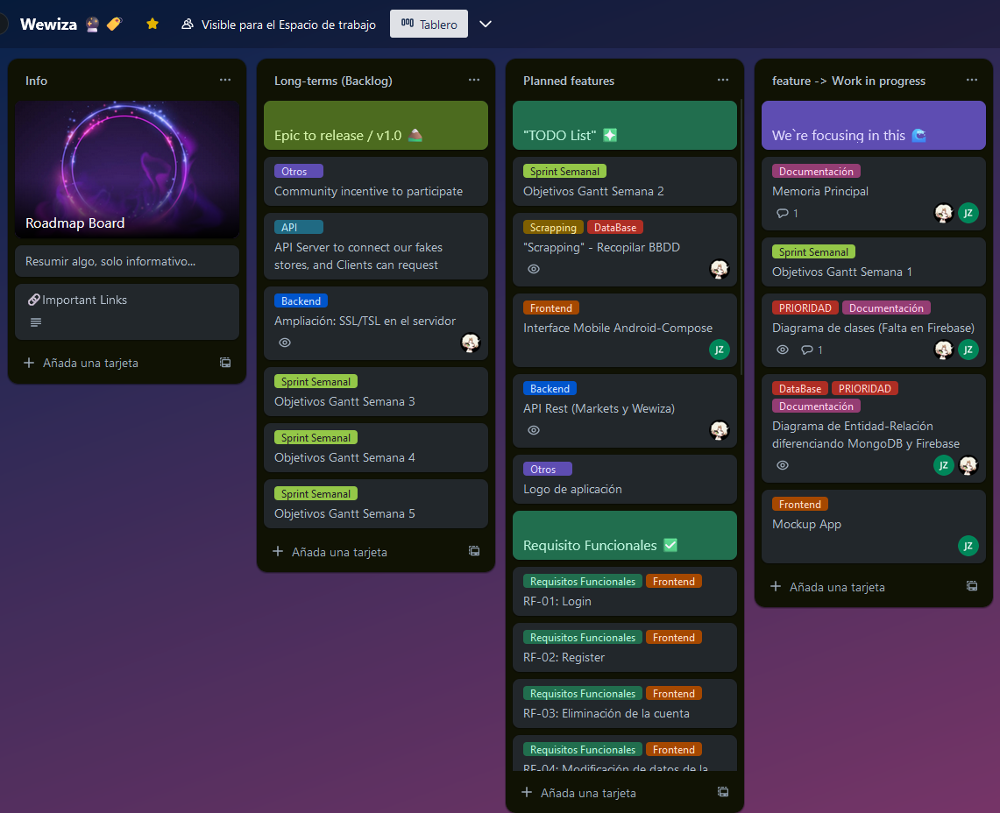 Wewiza
Visible para el Espacio de trabajo
Tablero
Info
Roadmap Board
Resumir algo, solo informativo...
Important Links
Añada una tarjeta
Long-terms (Backlog)
Epic to release / v1.0
Otros
Community incentive to participate
API
API Server to connect our fakes
stores, and Clients can request
Backend
Ampliación: SSL/TSL en el servidor
Sprint Semanal
Objetivos Gantt Semana 3
Sprint Semanal
Objetivos Gantt Semana 4
Sprint Semanal
Objetivos Gantt Semana 5
Añada una tarjeta
Planned features
"TODO List"
Sprint Semanal
Objetivos Gantt Semana 2
Scrapping DataBase
"Scrapping" - Recopilar BBDD
Frontend
Interface Mobile Android-Compose
JZ
Backend
API Rest (Markets y Wewiza)
Otros
Logo de aplicación
Requisito Funcionales
Requisitos Funcionales Frontend
RF-01: Login
Requisitos Funcionales Frontend
RF-02: Register
Requisitos Funcionales Frontend
RF-03: Eliminación de la cuenta
Requisitos Funcionales Frontend
RF-04: Modificación de datos de la
Añada una tarjeta
feature -> Work in progress
We`re focusing in this
Documentación
Memoria Principal
1 JZ
Sprint Semanal
Objetivos Gantt Semana 1
PRIORIDAD Documentación
Diagrama de clases (Falta en Firebase)
1 JZ
DataBase PRIORIDAD
Documentación
Diagrama de Entidad-Relación
diferenciando MongoDB y Firebase
JZ
Frontend
Mockup App
JZ
Añada una tarjeta